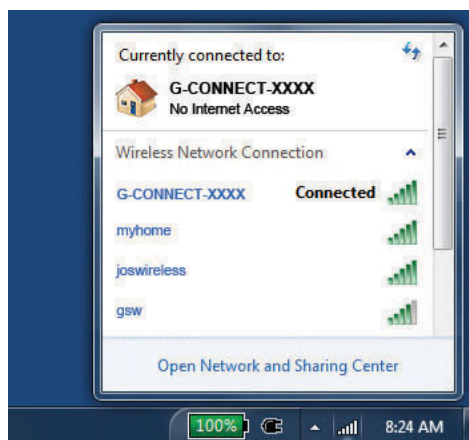 Currently connected to:
G-CONNECT-XXXX
No Internet Access
Wireless Network Connection
G-CONNECT-XXXX Connected
myhome
joswireless
gsw
Open Network and Sharing Center
100% 8:24 AM